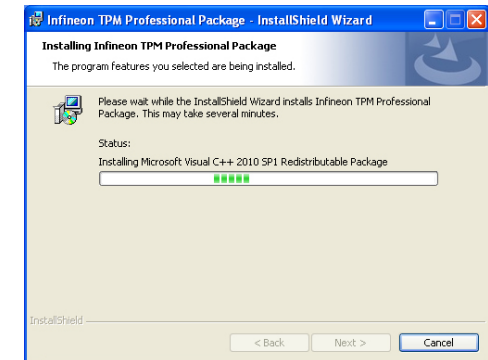 Infineon TPM Professional Package - InstallShield Wizard
Installing Infineon TPM Professional Package
The program features you selected are being installed.
Please wait while the InstallShield Wizard installs Infineon TPM Professional
Package. This may take several minutes.
Status:
Installing Microsoft Visual C++ 2010 SP1 Redistributable Package
InstallShield
< Back
Next >
Cancel